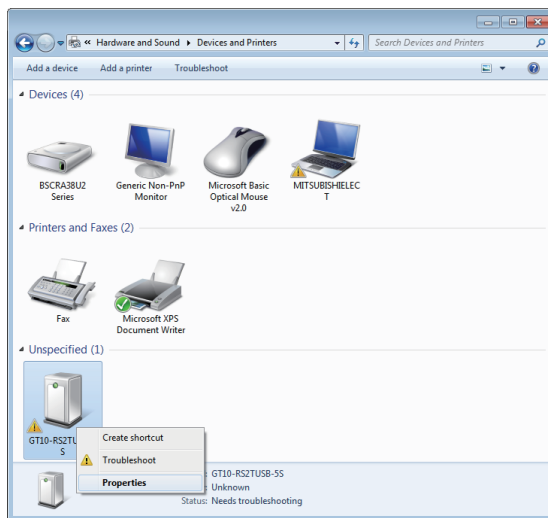 « Hardware and Sound ▸ Devices and Printers
Search Devices and Printers
Add a device Add a printer Troubleshoot
Devices (4)
BSCRA38U2
Series
Generic Non-PnP
Monitor
Microsoft Basic
Optical Mouse
v2.0
MITSUBISHIELEC
T
Printers and Faxes (2)
Fax
Microsoft XPS
Document Writer
Unspecified (1)
GT10-RS2TU
S
Create shortcut
Troubleshoot
Properties
: GT10-RS2TUSB-5S
: Unknown
Status: Needs troubleshooting